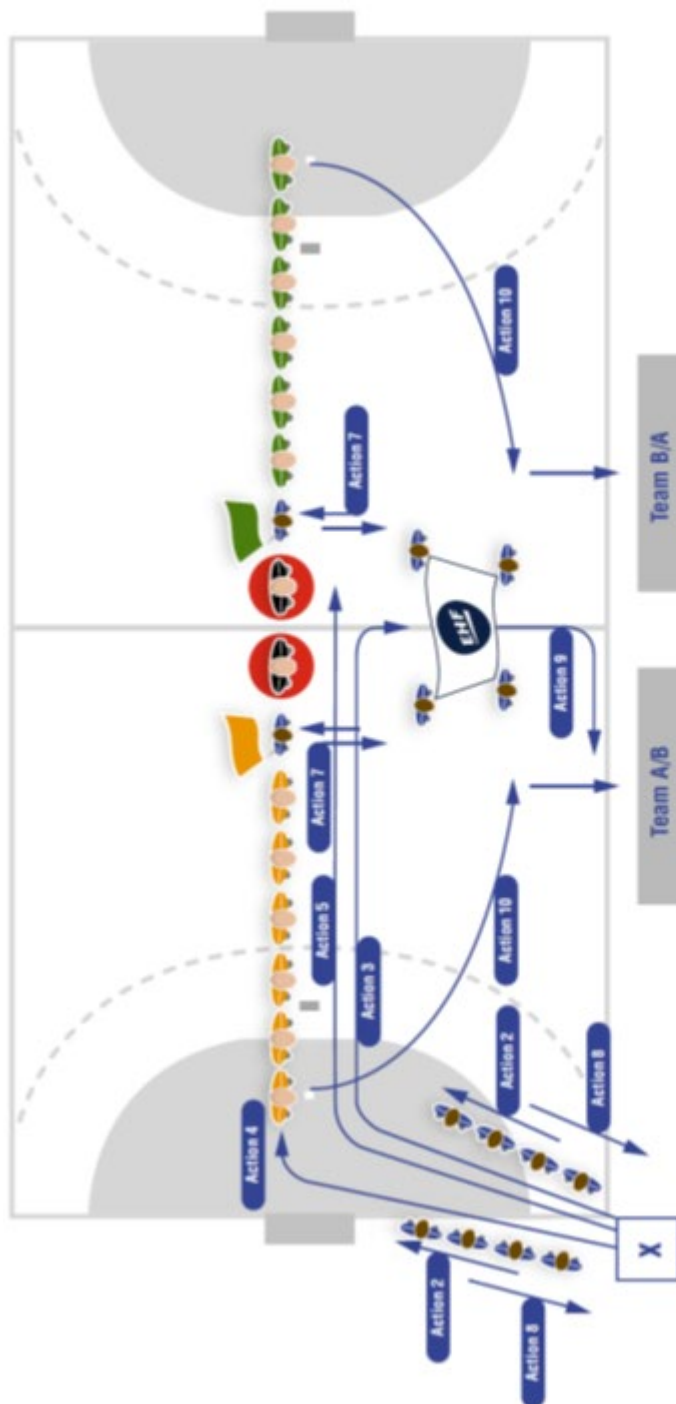 Action 10
Action 7
Team B/A
EHF
Action 9
Action 7
Team A/B
Action 5
Action 10
Action 3
Action 2
Action 8
Action 4
X
Action 2
Action 8